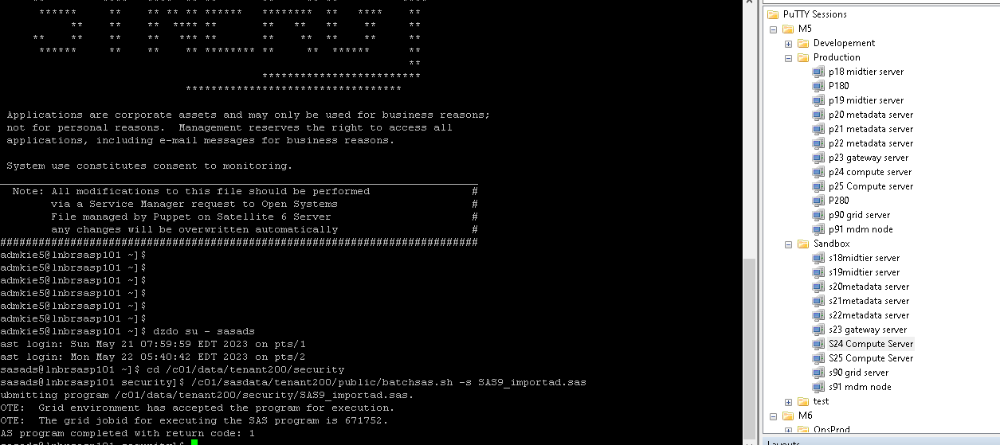 Applications are corporate assets and may only be used for business reasons;
not for personal reasons.  Management reserves the right to access all
applications, including e-mail messages for business reasons.
System use constitutes consent to monitoring.
Note: All modifications to this file should be performed #
via a Service Manager request to Open Systems #
File managed by Puppet on Satellite 6 Server #
any changes will be overwritten automatically #
##########################################################################
admkie5@lnbrsasp101 ~]$
admkie5@lnbrsasp101 ~]$
admkie5@lnbrsasp101 ~]$
admkie5@lnbrsasp101 ~]$
admkie5@lnbrsasp101 ~]$
admkie5@lnbrsasp101 ~]$
admkie5@lnbrsasp101 ~]$ dzdo su - sasads
ast login: Sun May 21 07:59:59 EDT 2023 on pts/1
ast login: Mon May 22 05:40:42 EDT 2023 on pts/2
sasads@lnbrsasp101 ~]$ cd /c01/data/tenant200/security
sasads@lnbrsasp101 security]$ /c01/sasdata/tenant200/public/batchsas.sh -s SAS9_importad.sas
ubmitting program /c01/data/tenant200/security/SAS9_importad.sas.
OTE:  Grid environment has accepted the program for execution.
OTE:  The grid jobid for executing the SAS program is 671752.
AS program completed with return code: 1
sasads@lnbrsasp101 security]$
PuTTY Sessions
M5
Developement
Production
p18 midtier server
P180
p19 midtier server
p20 metadata server
p21 metadata server
p22 metadata server
p23 gateway server
p24 compute server
p25 Compute server
P280
p90 grid server
p91 mdm node
Sandbox
s18midtier server
s19midtier server
s20metadata server
s21metadata server
s22metadata server
s23 gateway server
S24 Compute Server
S25 Compute Server
s90 grid server
s91 mdm node
test
M6
OnsProd
Layouts